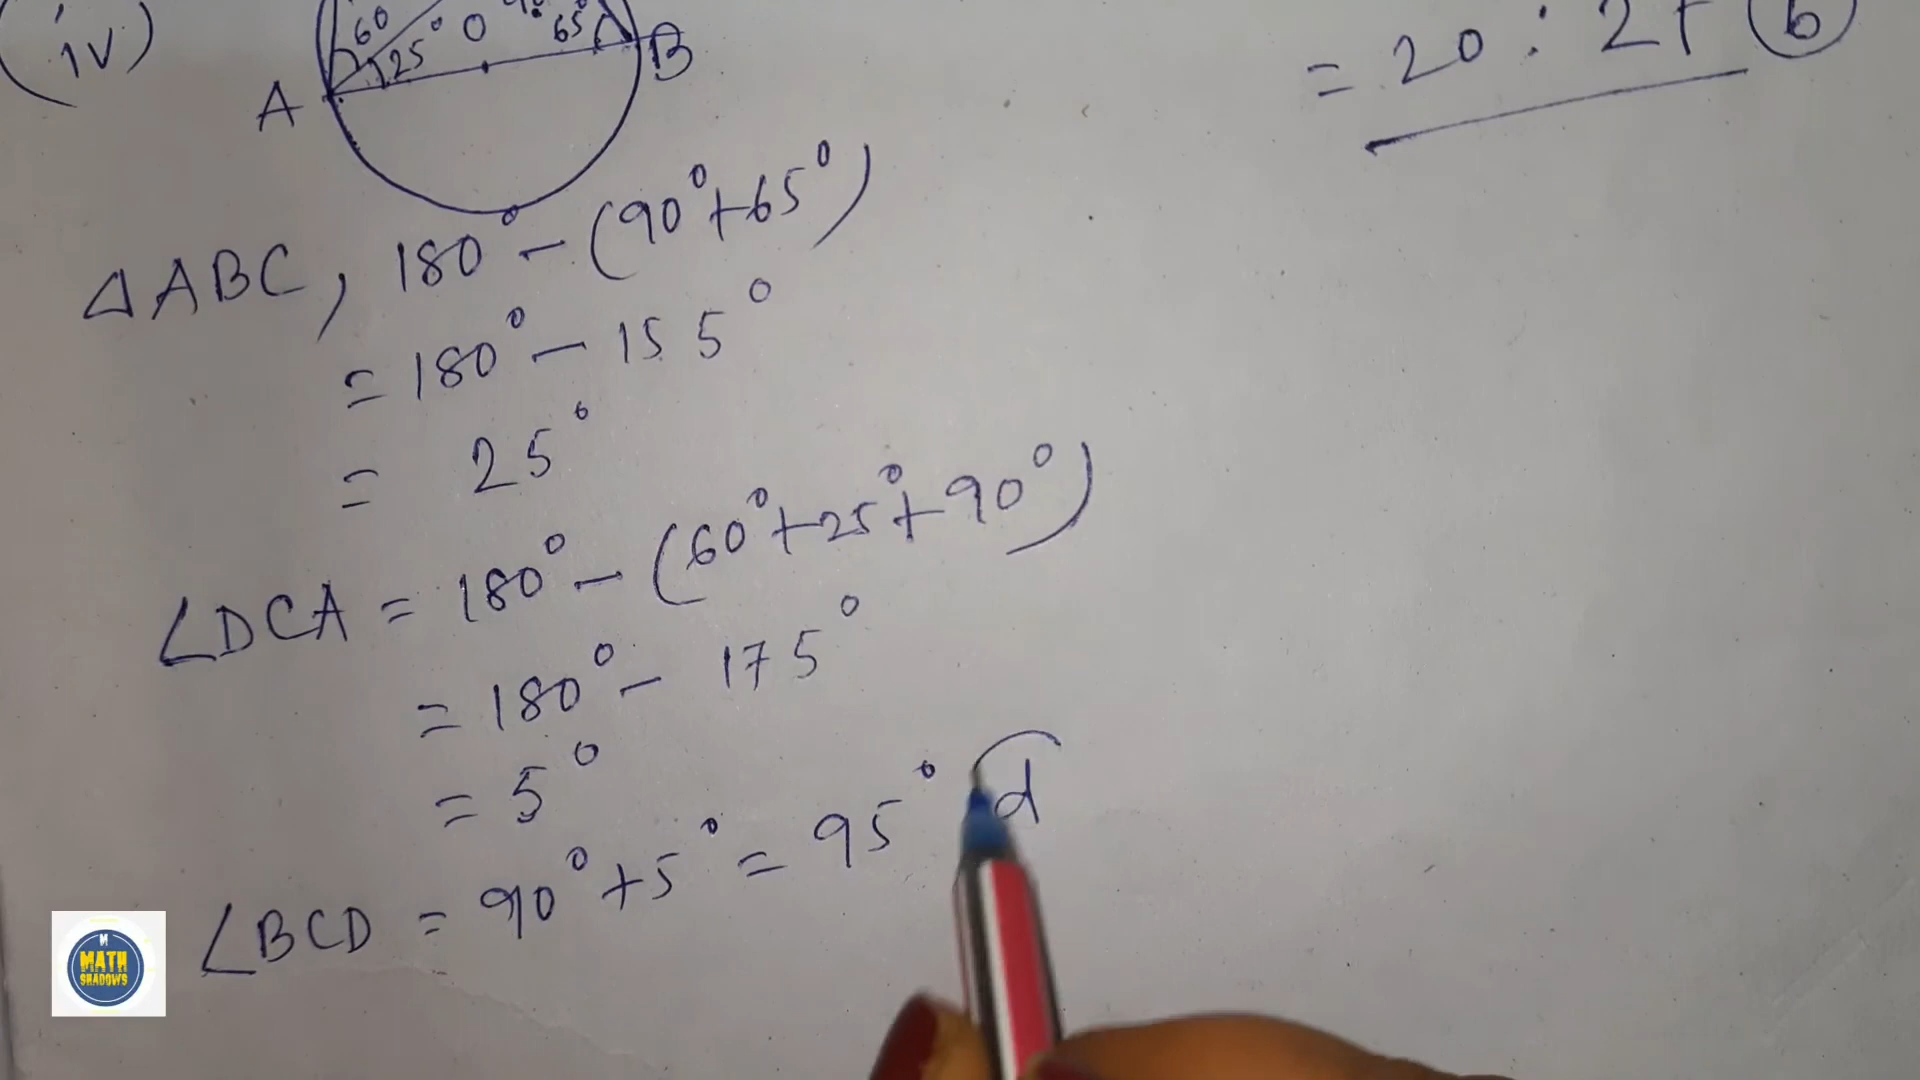 (iv)
60° 25° O 65°
A B
= 20 : 21 (b)
△ABC, 180° - (90° + 65°)
= 180° - 155°
= 25°
∠DCA = 180° - (60° + 25° + 90°)
= 180° - 175°
= 5°
∠BCD = 90° + 5° = 95° d
M
MATH
SHADOWS